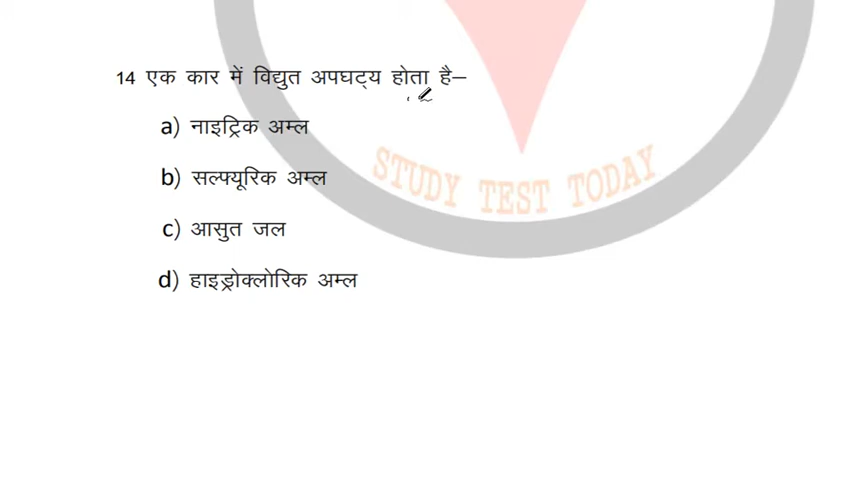 14 एक कार में विद्युत अपघट्य होता है–
a) नाइट्रिक अम्ल
b) सल्फ्यूरिक अम्ल
STUDY TEST TODAY
c) आसुत जल
d) हाइड्रोक्लोरिक अम्ल